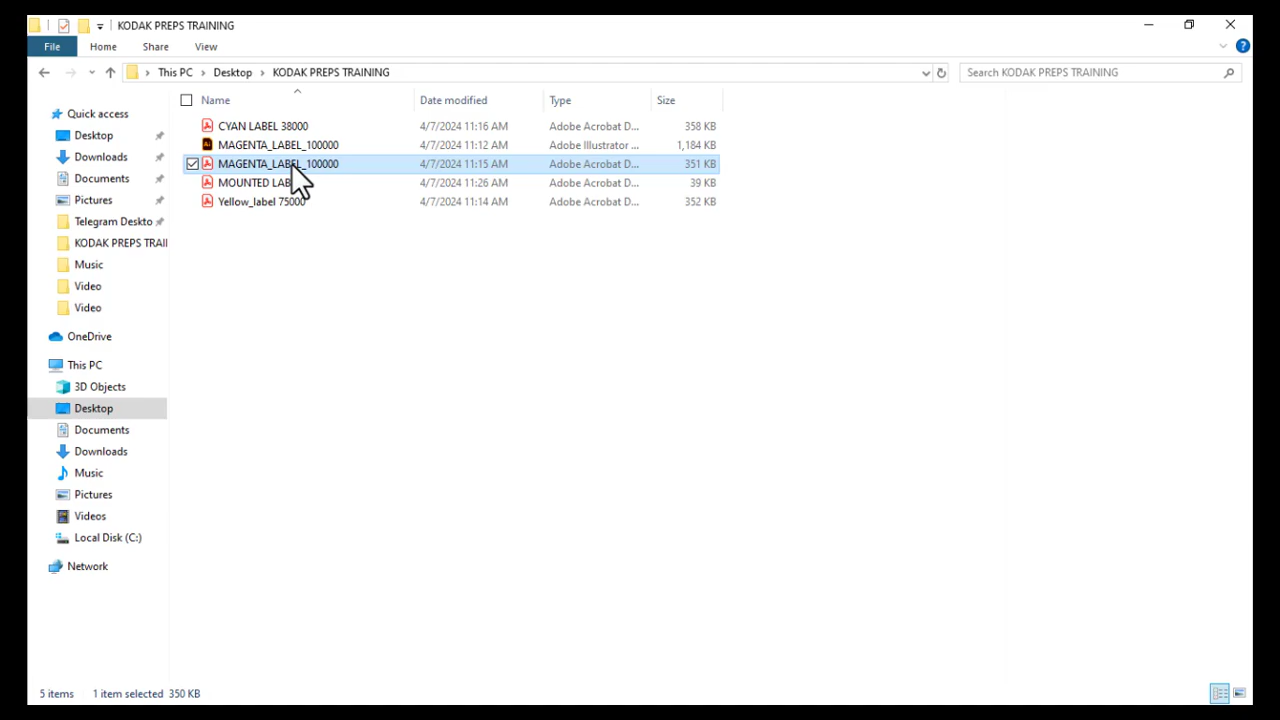 KODAK PREPS TRAINING
File Home Share View
This PC Desktop KODAK PREPS TRAINING Search KODAK PREPS TRAINING
Name Date modified Type Size
CYAN LABEL 38000 4/7/2024 11:16 AM Adobe Acrobat D... 358 KB
MAGENTA_LABEL_100000 4/7/2024 11:12 AM Adobe Illustrator ... 1,184 KB
MAGENTA_LABEL_100000 4/7/2024 11:15 AM Adobe Acrobat D... 351 KB
MOUNTED LAB 4/7/2024 11:26 AM Adobe Acrobat D... 39 KB
Yellow_label 75000 4/7/2024 11:14 AM Adobe Acrobat D... 352 KB
Quick access
Desktop
Downloads
Documents
Pictures
Telegram Deskto
KODAK PREPS TRAI
Music
Video
Video
OneDrive
This PC
3D Objects
Desktop
Documents
Downloads
Music
Pictures
Videos
Local Disk (C:)
Network
5 items 1 item selected 350 KB